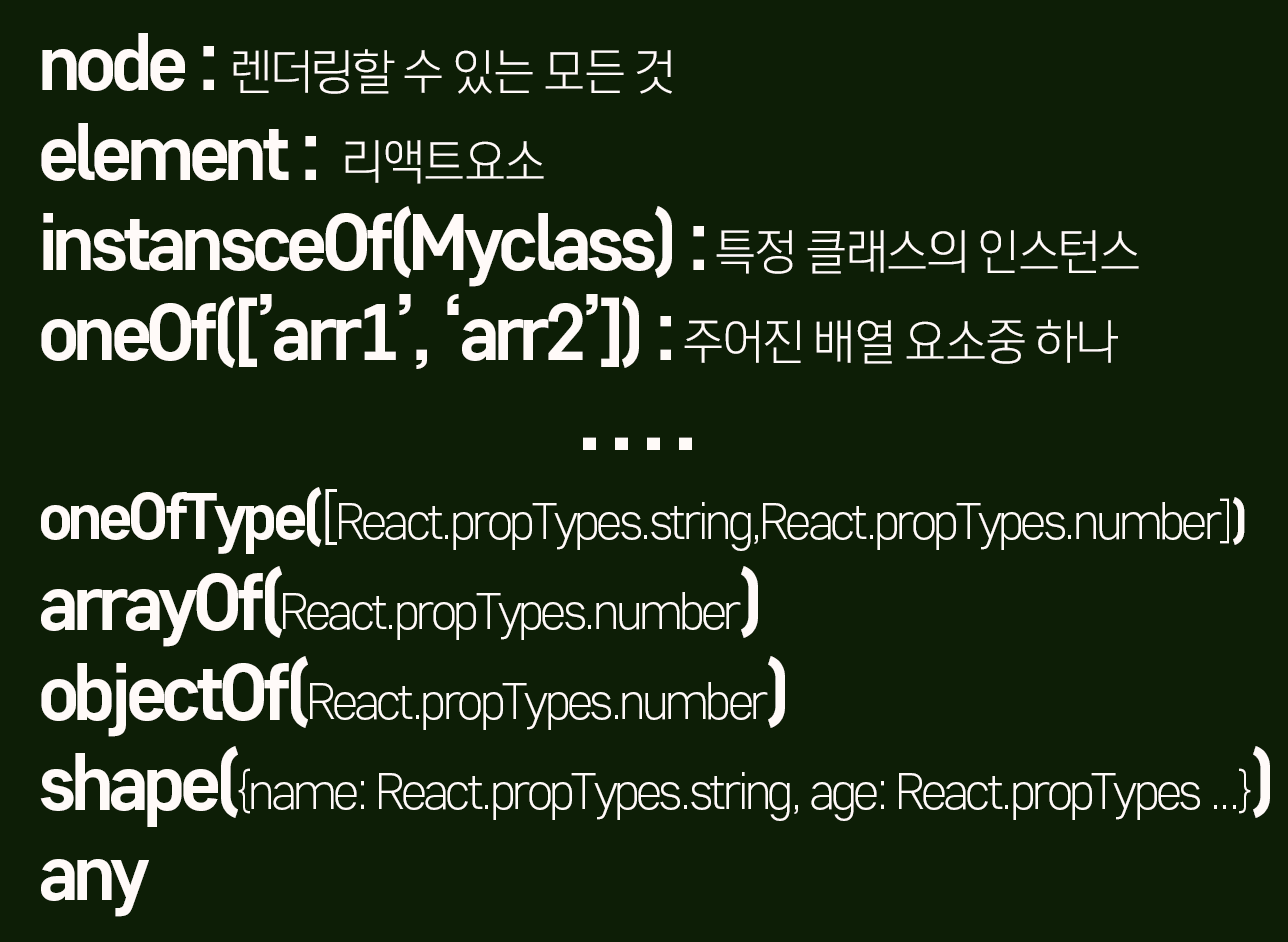 node : 렌더링할 수 있는 모든 것
element : 리액트요소
instansceOf(Myclass) : 특정 클래스의 인스턴스
oneOf([’arr1’, ‘arr2’]) : 주어진 배열 요소중 하나
....
oneOfType([React.propTypes.string,React.propTypes.number])
arrayOf(React.propTypes.number)
objectOf(React.propTypes.number)
shape({name: React.propTypes.string, age: React.propTypes ...})
any